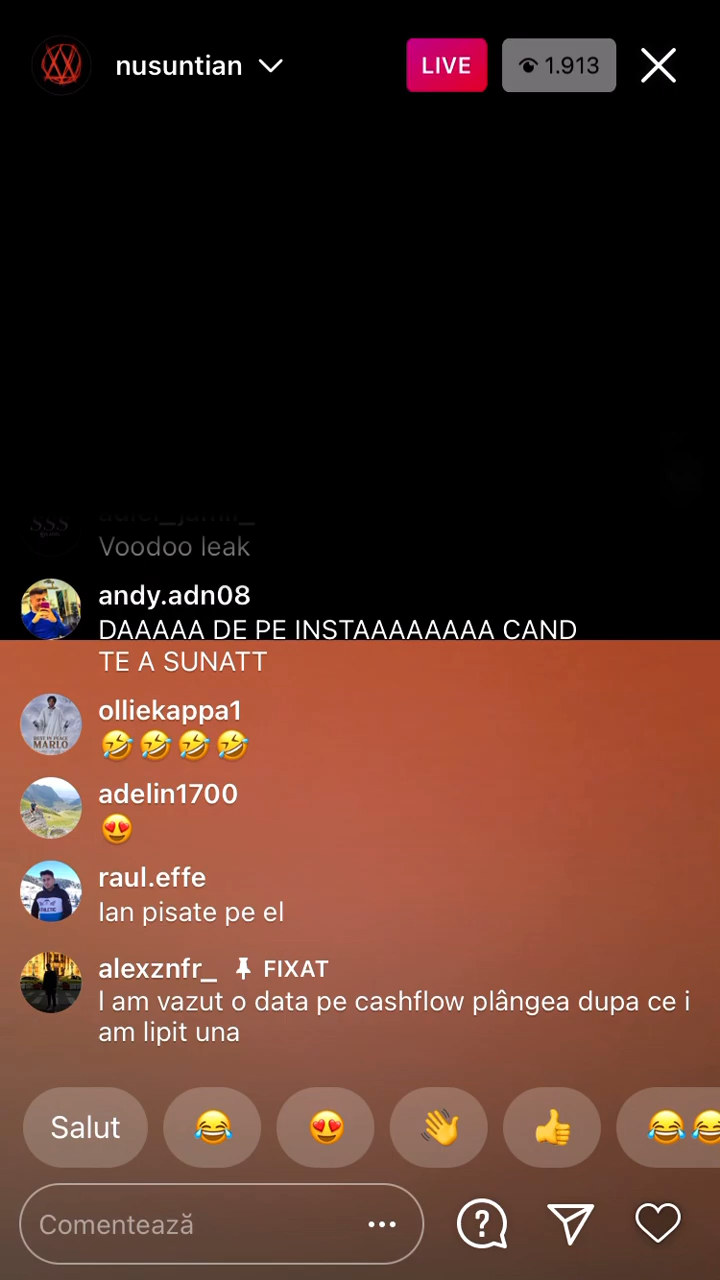 nusuntian
LIVE
1.913
Voodoo leak
andy.adn08
DAAAAA DE PE INSTAAAAAAAA CAND
TE A SUNATT
olliekappa1
🤣🤣🤣🤣
MARLO
adelin1700
😍
raul.effe
Ian pisate pe el
alexznfr_ 📌 FIXAT
l am vazut o data pe cashflow plângea dupa ce i
am lipit una
Salut 😂 😍 👋 👍 😂😂
Comentează